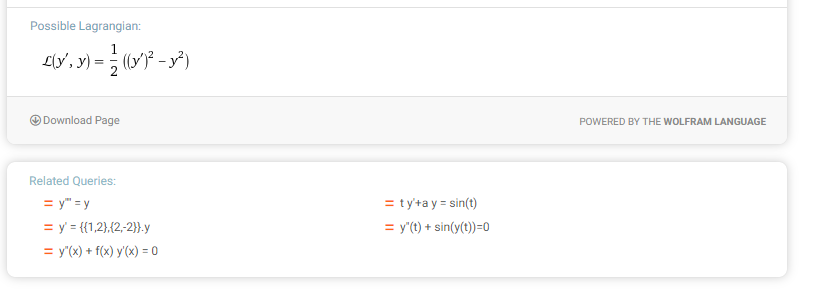 Possible Lagrangian:
ℒ(y′, y) = 1/2 ((y′)² − y²)
Download Page
POWERED BY THE WOLFRAM LANGUAGE
Related Queries:
= y'''' = y
= t y'+a y = sin(t)
= y' = {{1,2},{2,-2}}.y
= y''(t) + sin(y(t))=0
= y''(x) + f(x) y'(x) = 0